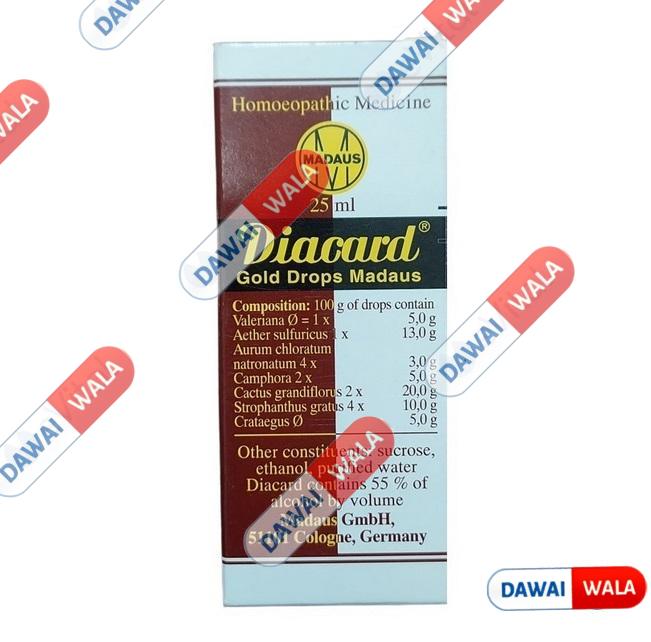 Homoeopathic Medicine
MADAUS
25 ml
Diacard®
Gold Drops Madaus
Composition: 100 g of drops contain
Valeriana Ø = 1 x 5,0 g
Aether sulfuricus 1 x 13,0 g
Aurum chloratum
natronatum 4 x 3,0 g
Camphora 2 x 5,0 g
Cactus grandiflorus 2 x 20,0 g
Strophanthus gratus 4 x 10,0 g
Crataegus Ø 5,0 g
Other constituents: sucrose,
ethanol, purified water
Diacard contains 55 % of
alcohol by volume
Madaus GmbH,
51101 Cologne, Germany
DAWAI WALA
DAWAI WALA
WALA
DAWAI WALA
DAWAI WALA
DAWAI WALA
DAWAI WALA
DAWAI WALA